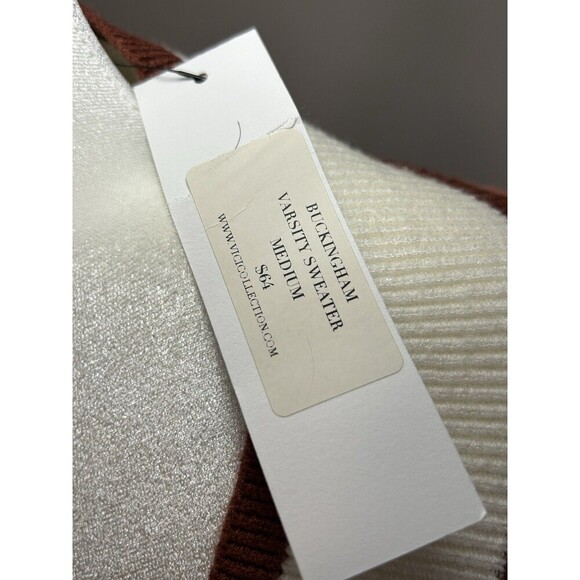 BUCKINGHAM
VARSITY SWEATER
MEDIUM
$64
WWW.VICICOLLECTION.COM